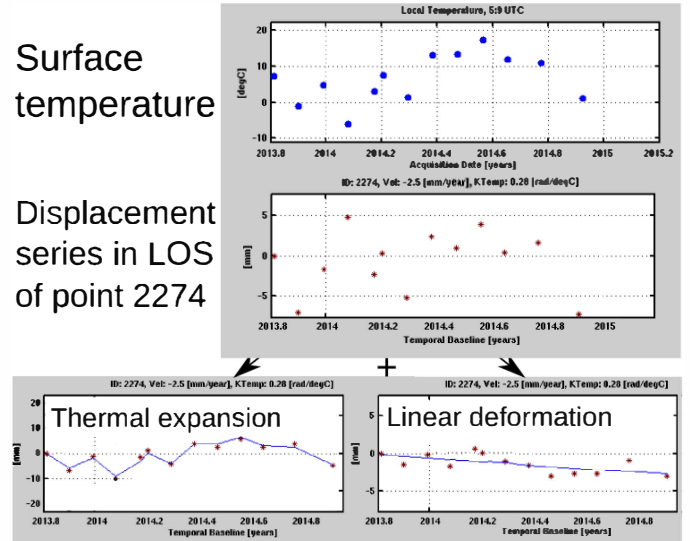 Surface
temperature
Local Temperature, 5:9 UTC
[degC]
20
10
0
-10
2013.8 2014 2014.2 2014.4 2014.6 2014.8 2015 2015.2
Acquisition Date [years]
Displacement
series in LOS
of point 2274
ID: 2274, Vel: -2.5 [mm/year], KTemp: 0.28 [rad/degC]
[mm]
5
0
-5
2013.8 2014 2014.2 2014.4 2014.6 2014.8 2015
Temporal Baseline [years]
+
ID: 2274, Vel: -2.5 [mm/year], KTemp: 0.28 [rad/degC]
Thermal expansion
[mm]
20
10
0
-10
-20
2013.8 2014 2014.2 2014.4 2014.6 2014.8
Temporal Baseline [years]
ID: 2274, Vel: -2.5 [mm/year], KTemp: 0.28 [rad/degC]
Linear deformation
[mm]
5
0
-5
2013.8 2014 2014.2 2014.4 2014.6 2014.8
Temporal Baseline [years]